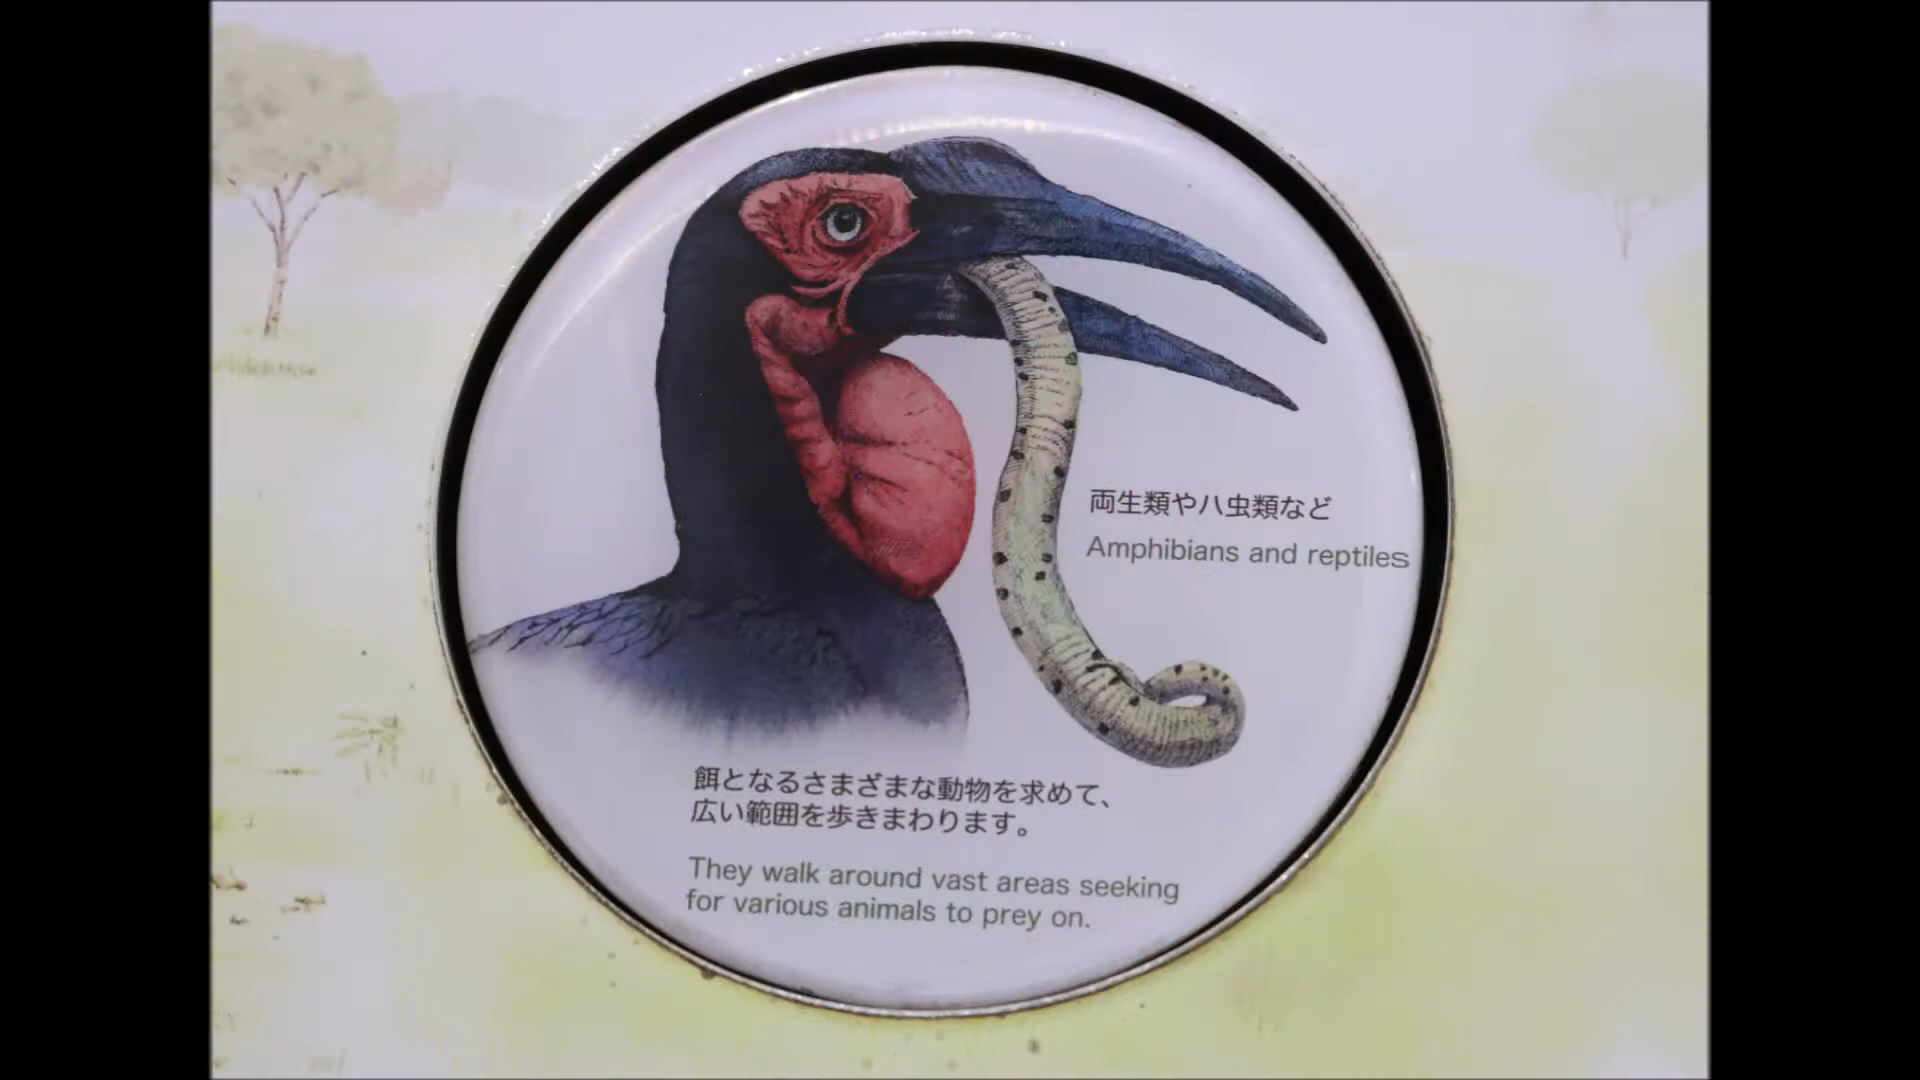 両生類やハ虫類など
Amphibians and reptiles
餌となるさまざまな動物を求めて、
広い範囲を歩きまわります。
They walk around vast areas seeking
for various animals to prey on.